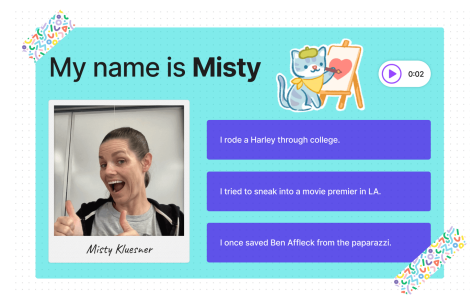 My name is Misty
0:02
I rode a Harley through college.
I tried to sneak into a movie premier in LA.
I once saved Ben Affleck from the paparazzi.
Misty Kluesner